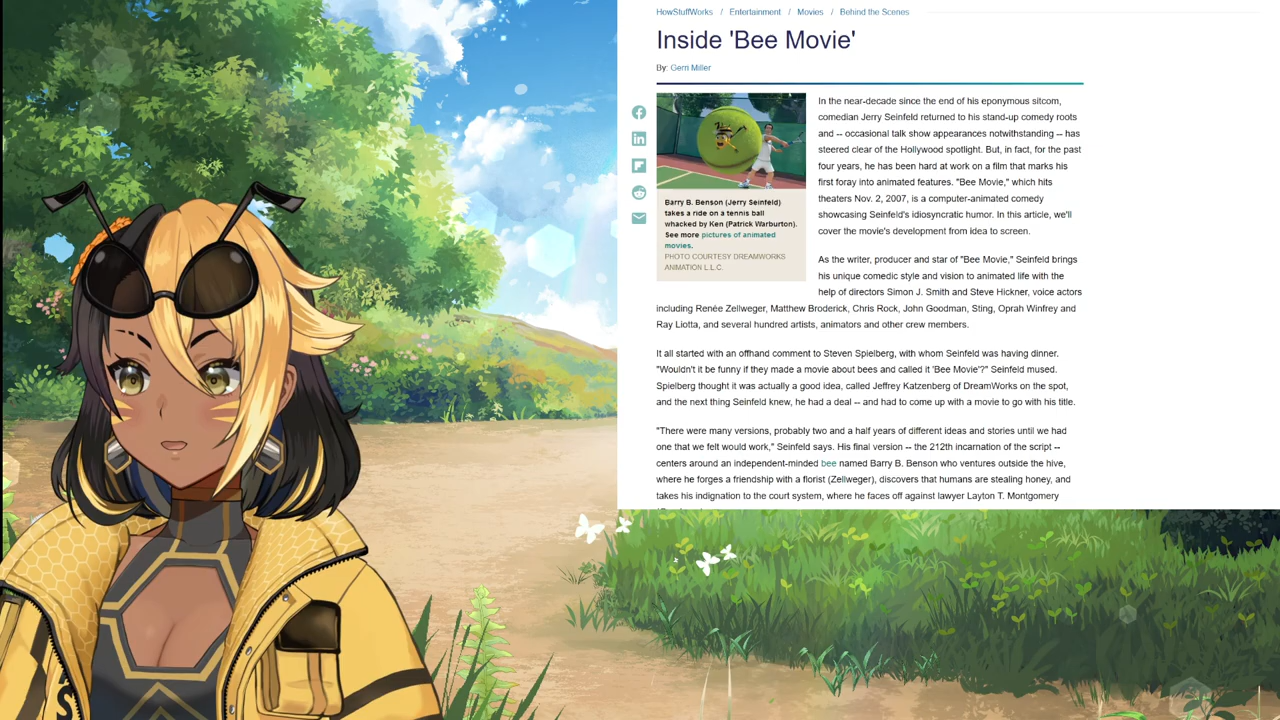 HowStuffWorks / Entertainment / Movies / Behind the Scenes
Inside 'Bee Movie'
By: Gerri Miller
Barry B. Benson (Jerry Seinfeld)
takes a ride on a tennis ball
whacked by Ken (Patrick Warburton).
See more pictures of animated
movies.
PHOTO COURTESY DREAMWORKS
ANIMATION L.L.C.
In the near-decade since the end of his eponymous sitcom,
comedian Jerry Seinfeld returned to his stand-up comedy roots
and -- occasional talk show appearances notwithstanding -- has
steered clear of the Hollywood spotlight. But, in fact, for the past
four years, he has been hard at work on a film that marks his
first foray into animated features. "Bee Movie," which hits
theaters Nov. 2, 2007, is a computer-animated comedy
showcasing Seinfeld's idiosyncratic humor. In this article, we'll
cover the movie's development from idea to screen.
As the writer, producer and star of "Bee Movie," Seinfeld brings
his unique comedic style and vision to animated life with the
help of directors Simon J. Smith and Steve Hickner, voice actors
including Renée Zellweger, Matthew Broderick, Chris Rock, John Goodman, Sting, Oprah Winfrey and
Ray Liotta, and several hundred artists, animators and other crew members.
It all started with an offhand comment to Steven Spielberg, with whom Seinfeld was having dinner.
"Wouldn't it be funny if they made a movie about bees and called it 'Bee Movie'?" Seinfeld mused.
Spielberg thought it was actually a good idea, called Jeffrey Katzenberg of DreamWorks on the spot,
and the next thing Seinfeld knew, he had a deal -- and had to come up with a movie to go with his title.
"There were many versions, probably two and a half years of different ideas and stories until we had
one that we felt would work," Seinfeld says. His final version -- the 212th incarnation of the script --
centers around an independent-minded bee named Barry B. Benson who ventures outside the hive,
where he forges a friendship with a florist (Zellweger), discovers that humans are stealing honey, and
takes his indignation to the court system, where he faces off against lawyer Layton T. Montgomery